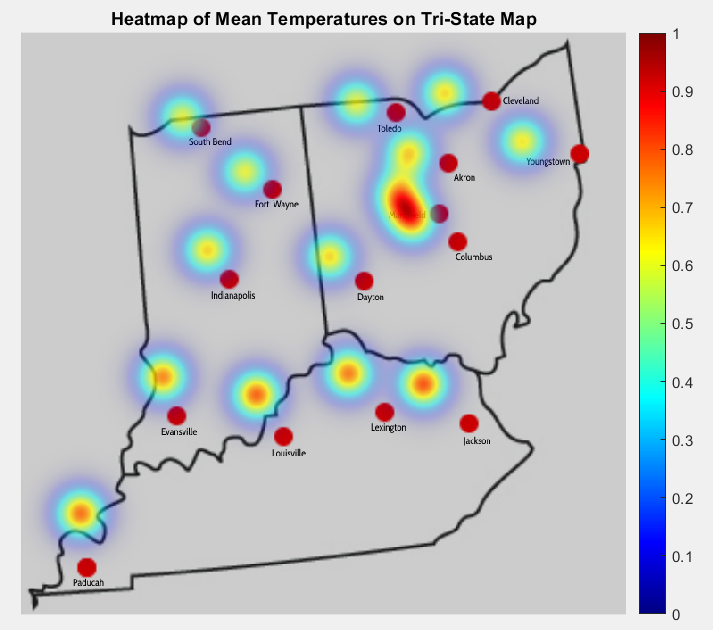 Heatmap of Mean Temperatures on Tri-State Map
1
0.9
0.8
0.7
0.6
0.5
0.4
0.3
0.2
0.1
0
Cleveland
Toledo
South Bend
Youngstown
Akron
Fort Wayne
Columbus
Indianapolis
Dayton
Evansville
Lexington
Jackson
Louisville
Paducah